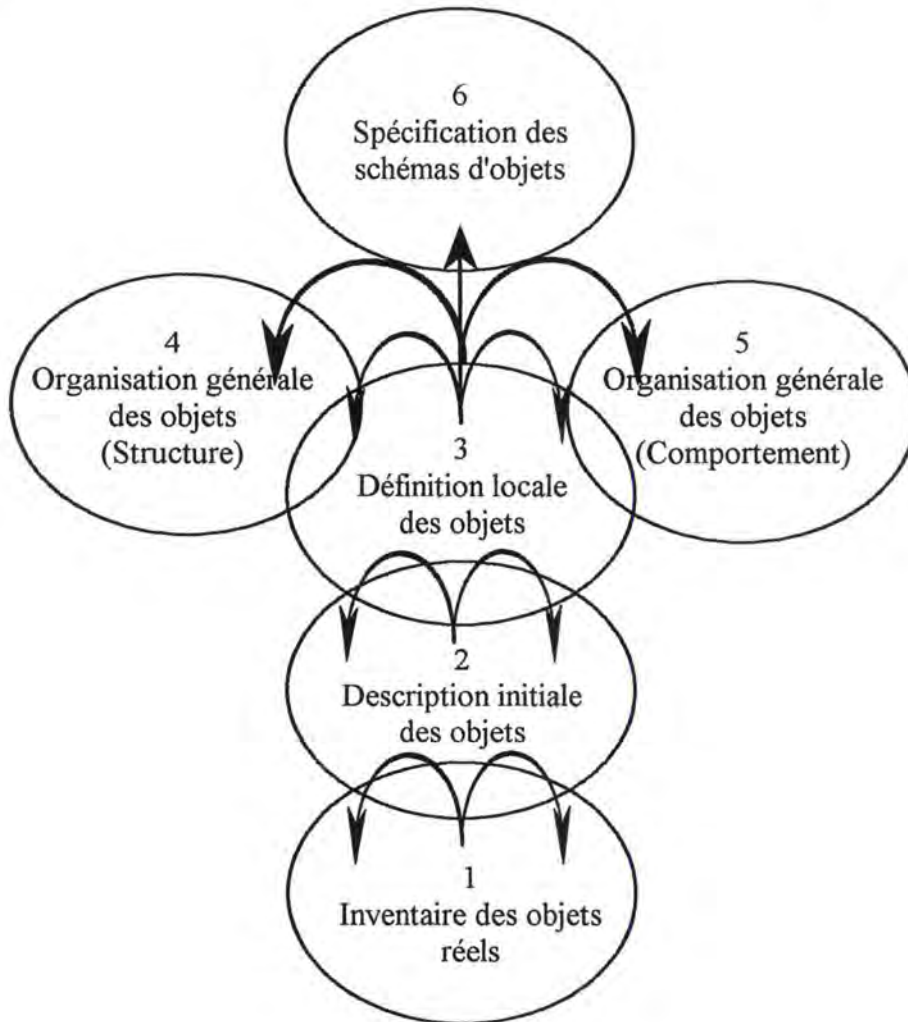 6
Spécification des
schémas d'objets
4
Organisation générale
des objets
(Structure)
5
Organisation générale
des objets
(Comportement)
3
Définition locale
des objets
2
Description initiale
des objets
1
Inventaire des objets
réels